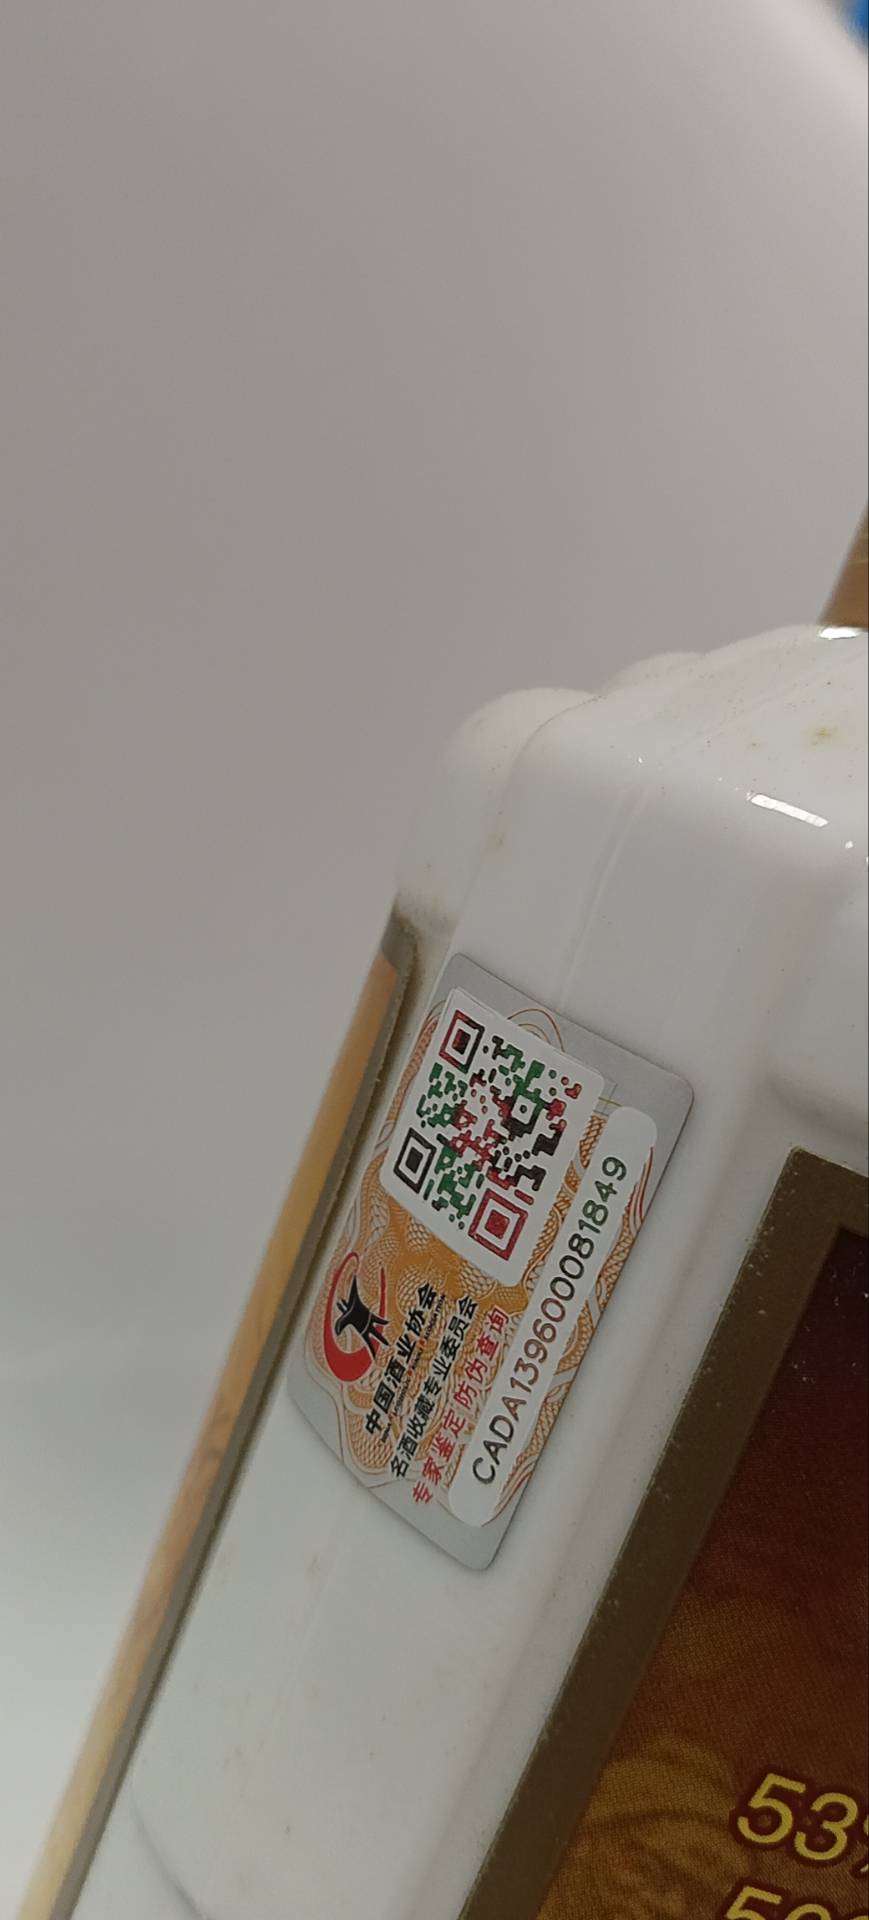 中国酒业协会
名酒收藏专业委员会
专家鉴定 防伪查询
CADA139600081849
53%